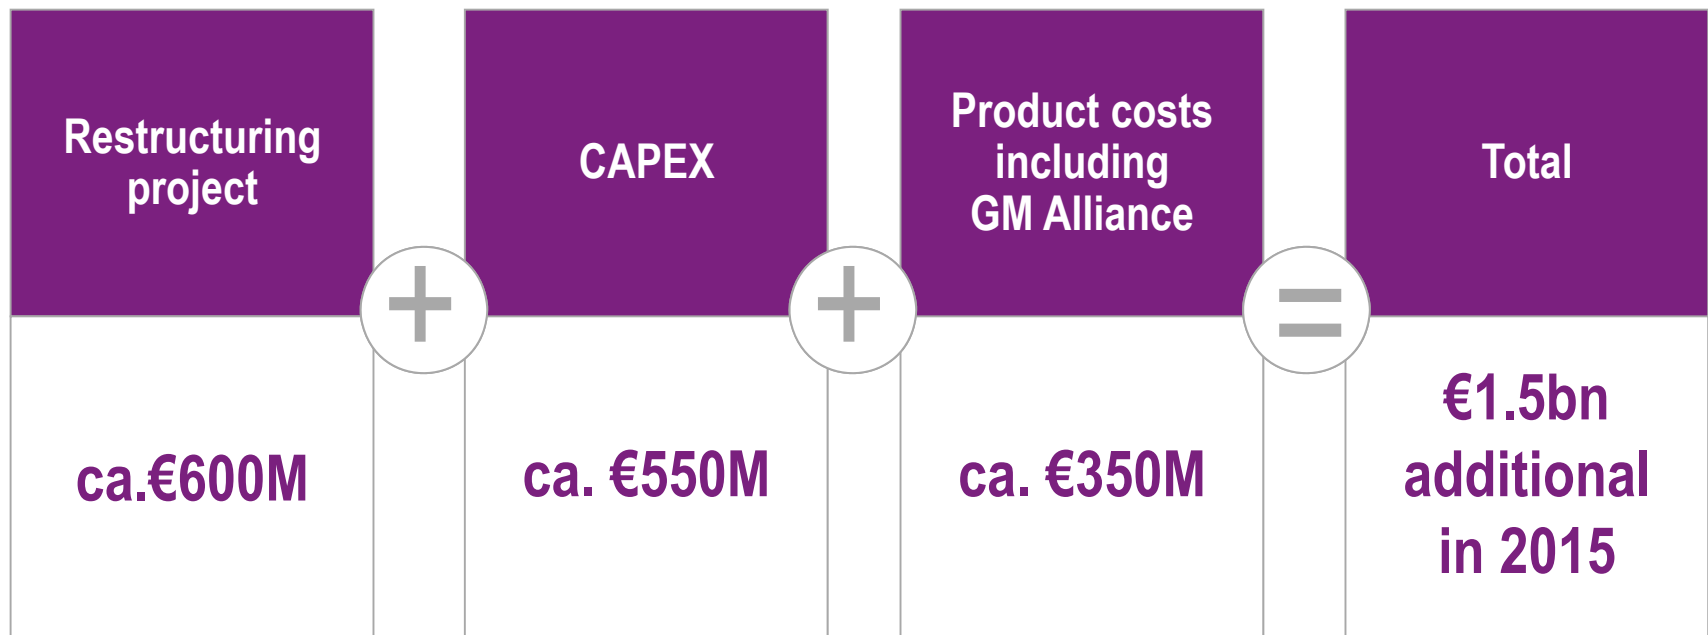 Restructuring
project
ca.€600M
+
CAPEX
ca. €550M
+
Product costs
including
GM Alliance
ca. €350M
=
Total
€1.5bn
additional
in 2015